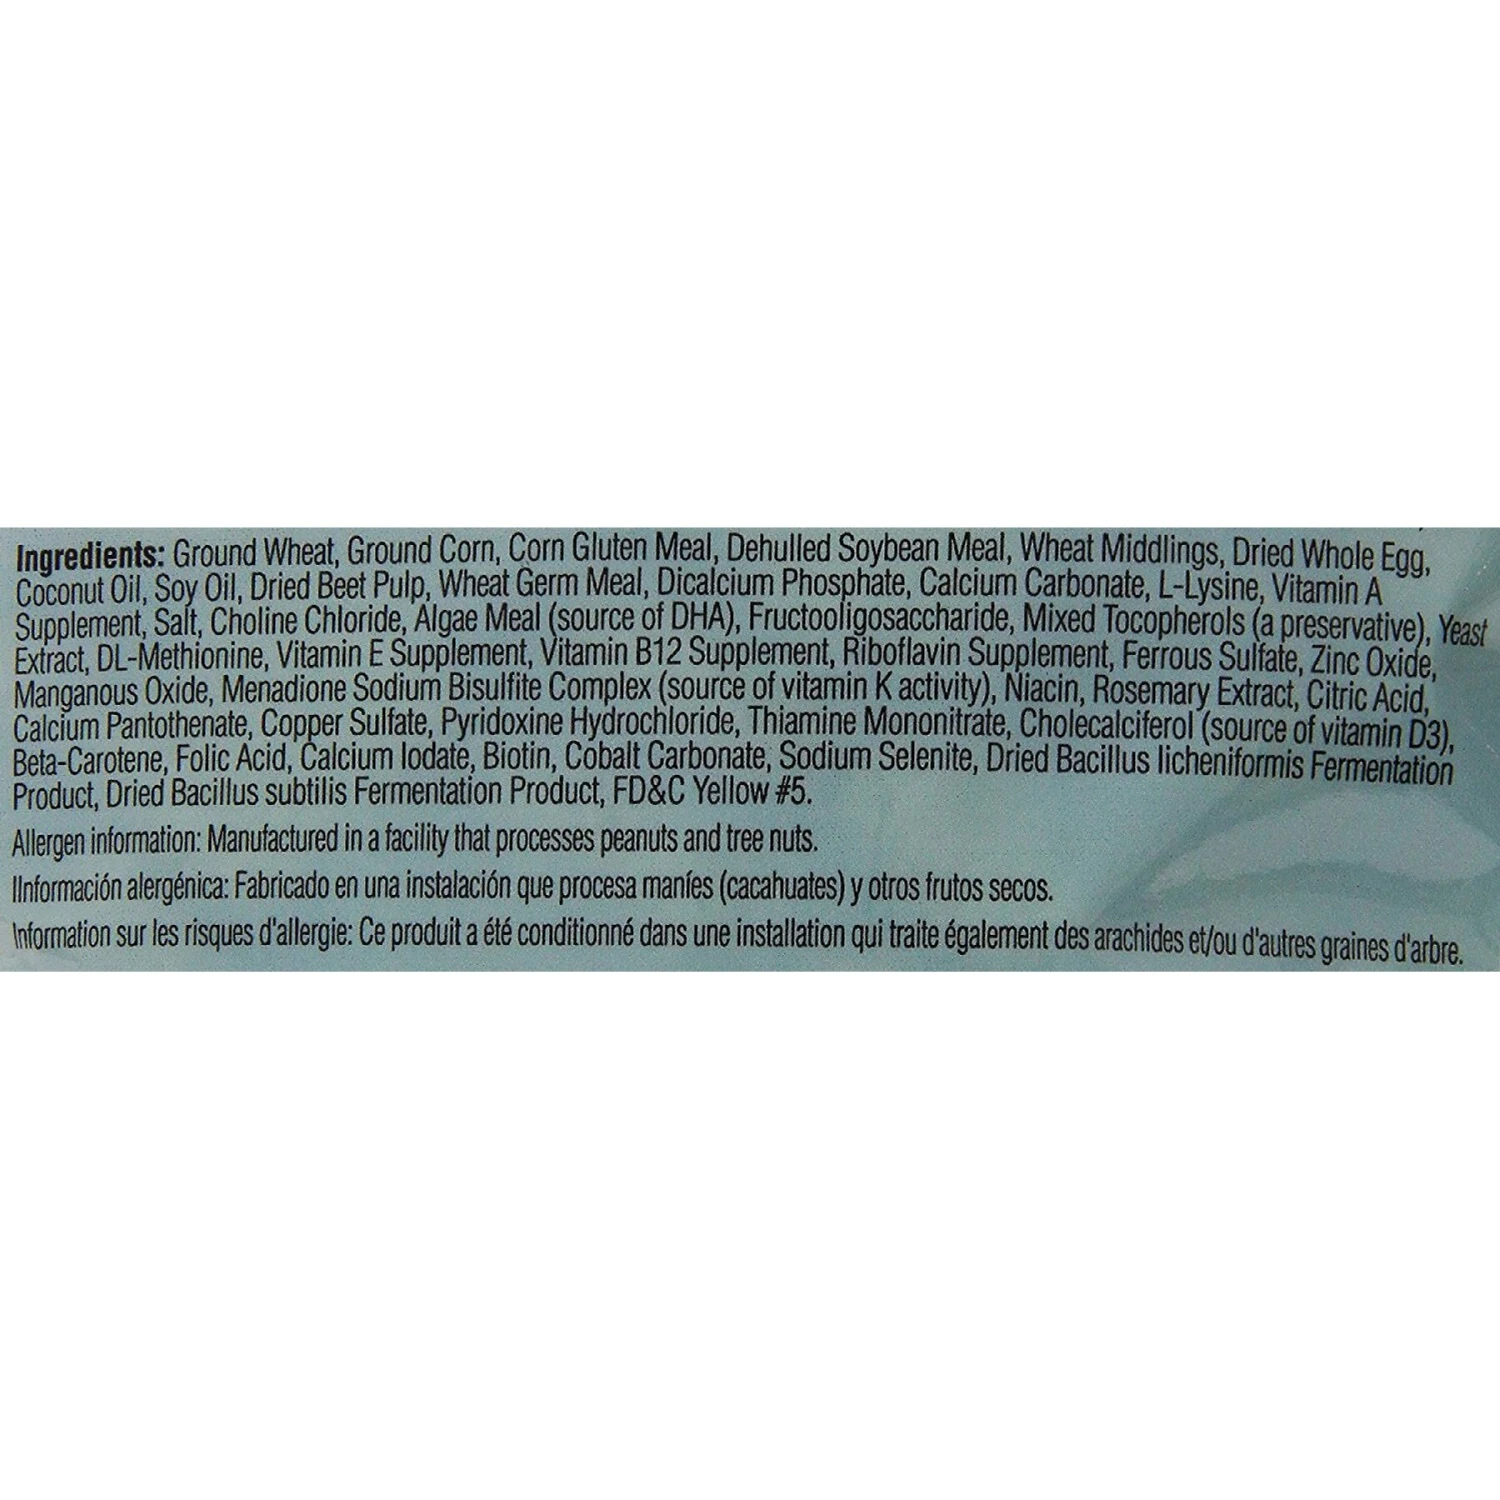 Ingredients: Ground Wheat, Ground Corn, Corn Gluten Meal, Dehulled Soybean Meal, Wheat Middlings, Dried Whole Egg,
Coconut Oil, Soy Oil, Dried Beet Pulp, Wheat Germ Meal, Dicalcium Phosphate, Calcium Carbonate, L-Lysine, Vitamin A
Supplement, Salt, Choline Chloride, Algae Meal (source of DHA), Fructooligosaccharide, Mixed Tocopherols (a preservative), Yeast
Extract, DL-Methionine, Vitamin E Supplement, Vitamin B12 Supplement, Riboflavin Supplement, Ferrous Sulfate, Zinc Oxide,
Manganous Oxide, Menadione Sodium Bisulfite Complex (source of vitamin K activity), Niacin, Rosemary Extract, Citric Acid,
Calcium Pantothenate, Copper Sulfate, Pyridoxine Hydrochloride, Thiamine Mononitrate, Cholecalciferol (source of vitamin D3),
Beta-Carotene, Folic Acid, Calcium Iodate, Biotin, Cobalt Carbonate, Sodium Selenite, Dried Bacillus licheniformis Fermentation
Product, Dried Bacillus subtilis Fermentation Product, FD&C Yellow #5.
Allergen information: Manufactured in a facility that processes peanuts and tree nuts.
IInformación alergénica: Fabricado en una instalación que procesa maníes (cacahuates) y otros frutos secos.
Information sur les risques d'allergie: Ce produit a été conditionné dans une installation qui traite également des arachides et/ou d'autres graines d'arbre.